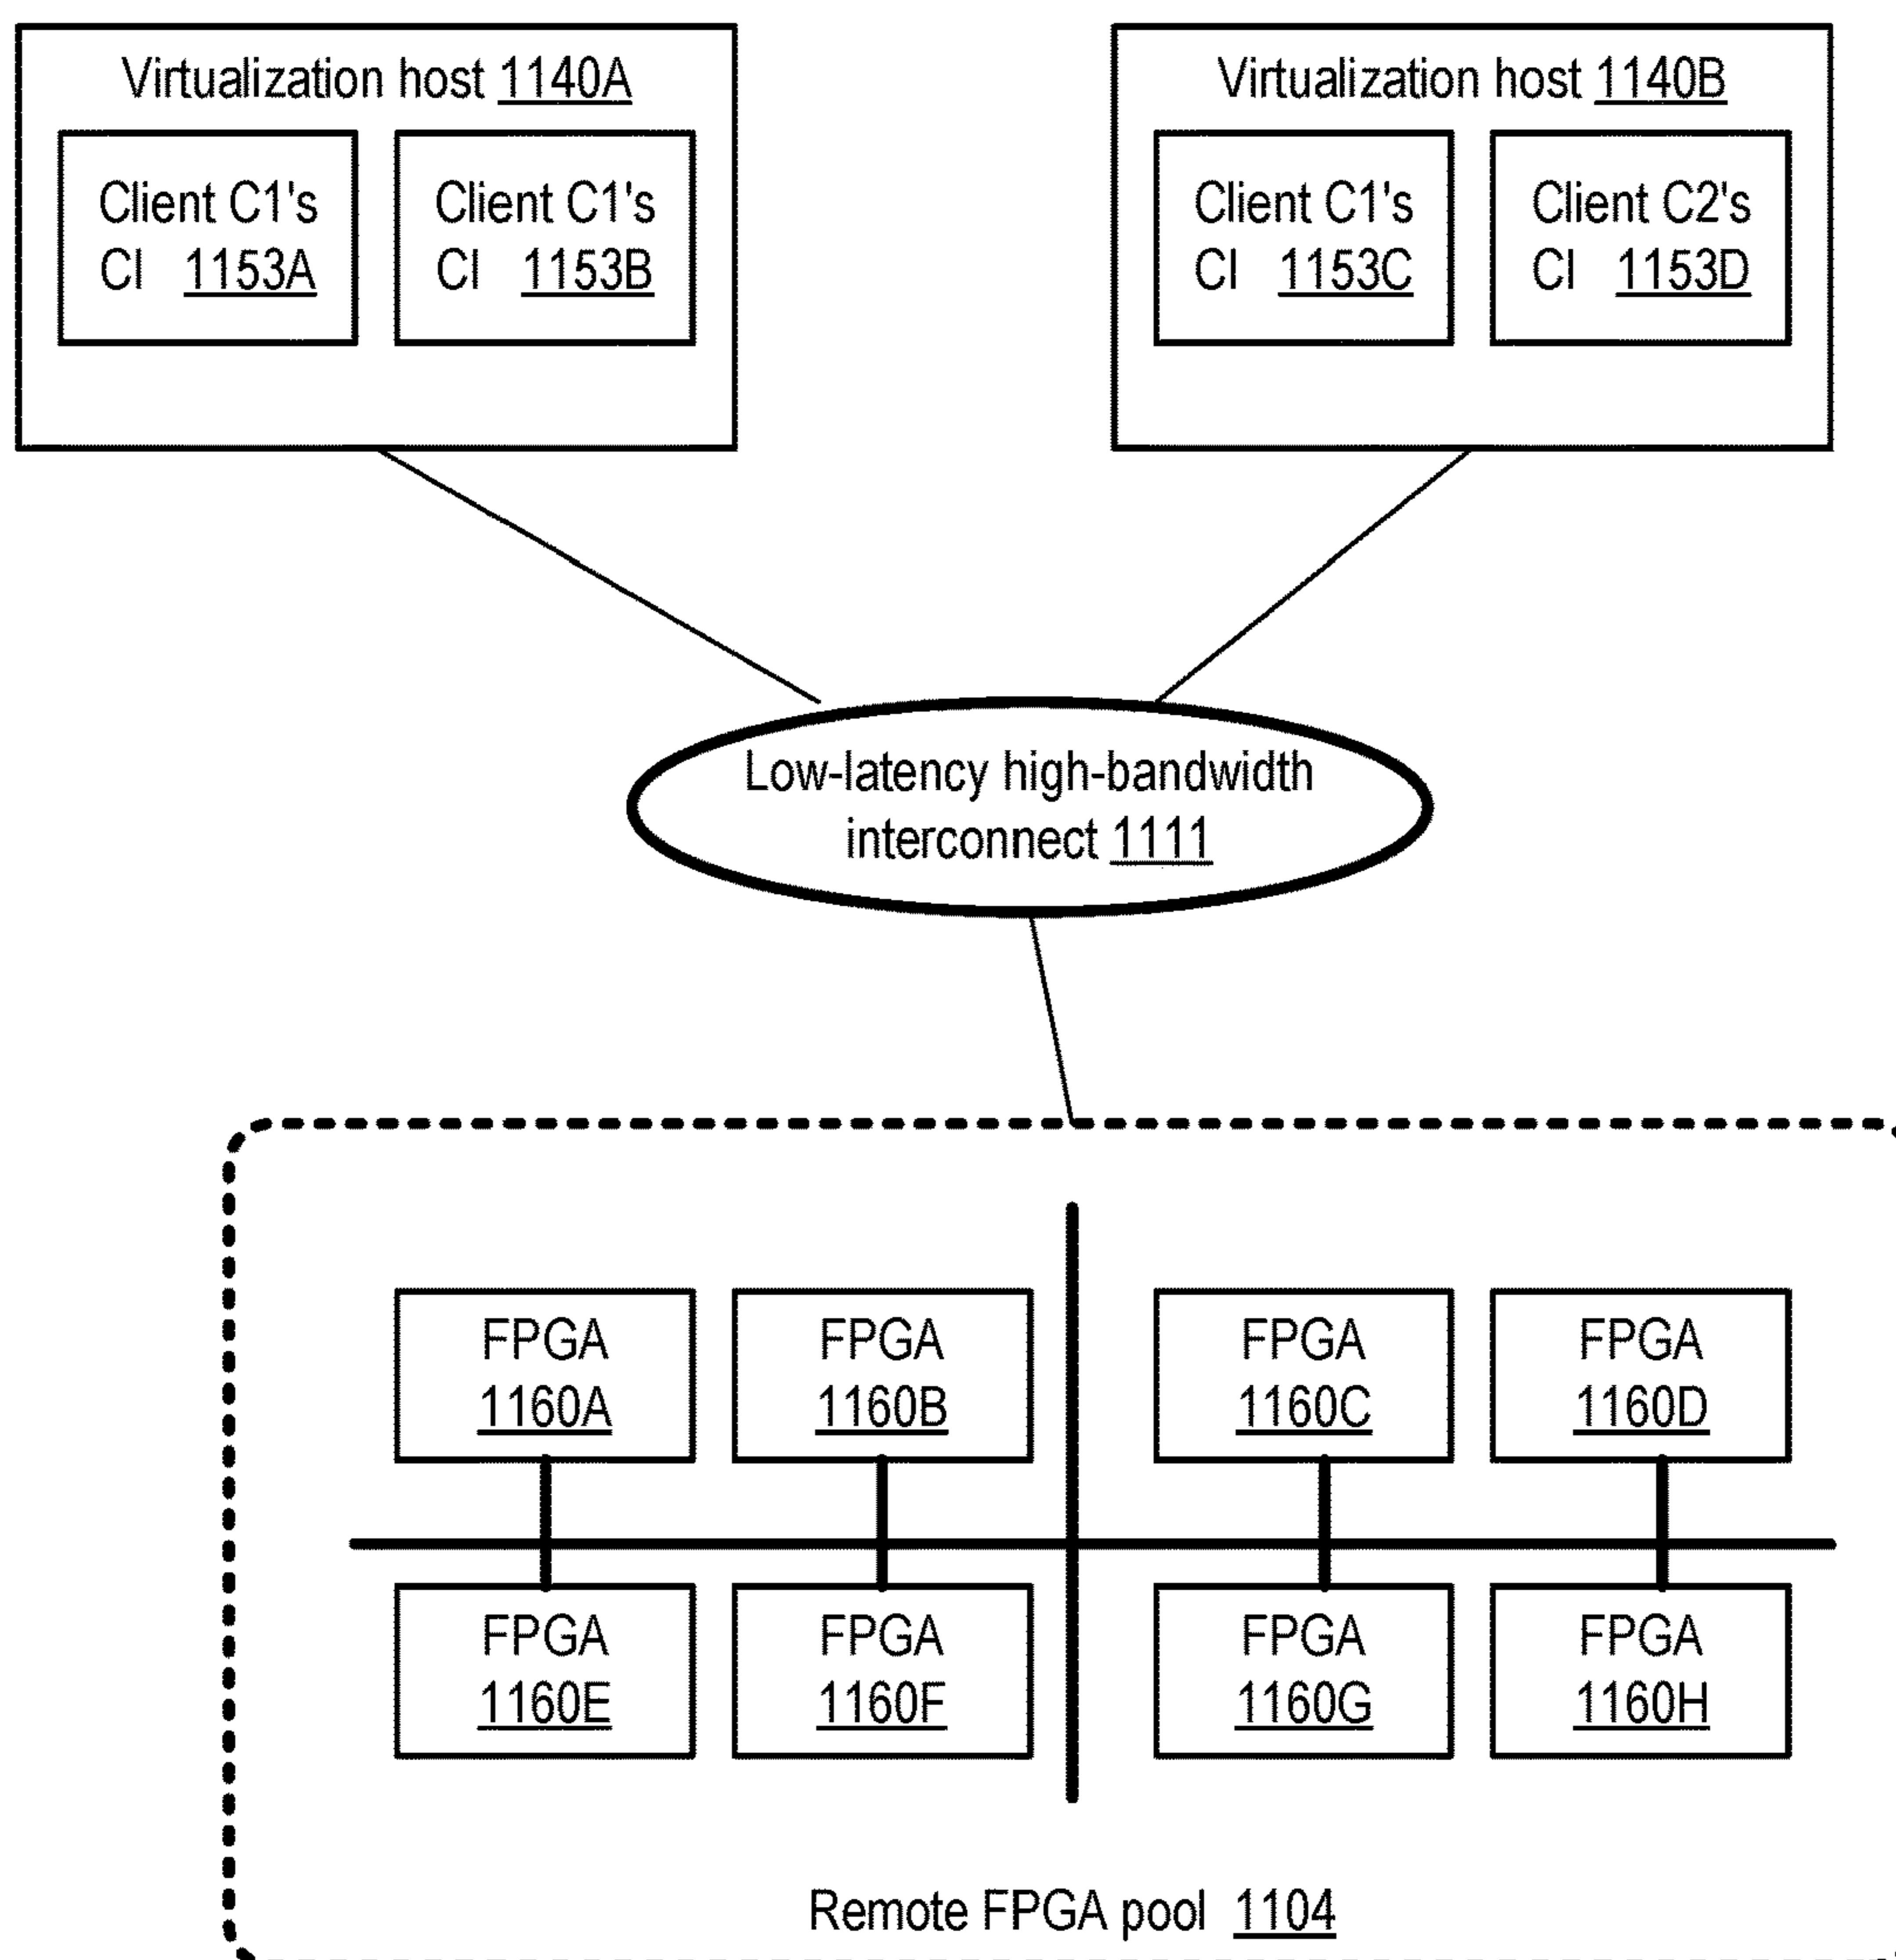 Virtualization host 1140A
Client C1's
CI 1153A
Client C1's
CI 1153B
Virtualization host 1140B
Client C1's
CI 1153C
Client C2's
CI 1153D
Low-latency high-bandwidth
interconnect 1111
FPGA
1160A
FPGA
1160B
FPGA
1160C
FPGA
1160D
FPGA
1160E
FPGA
1160F
FPGA
1160G
FPGA
1160H
Remote FPGA pool 1104